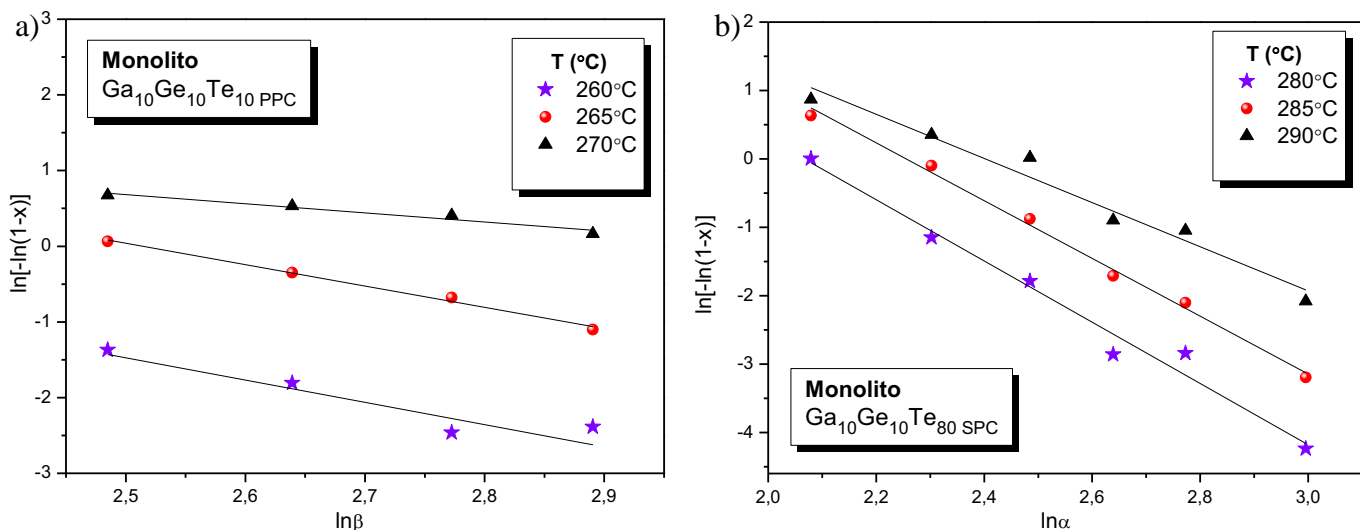 a)
Monolito
Ga₁₀Ge₁₀Te₁₀ PPC
T (°C)
260°C
265°C
270°C
ln[-ln(1-x)]
3
2
1
0
-1
-2
-3
2,5
2,6
2,7
2,8
2,9
lnβ
b)
T (°C)
280°C
285°C
290°C
Monolito
Ga₁₀Ge₁₀Te₈₀ SPC
ln[-ln(1-x)]
2
1
0
-1
-2
-3
-4
2,0
2,2
2,4
2,6
2,8
3,0
lnα